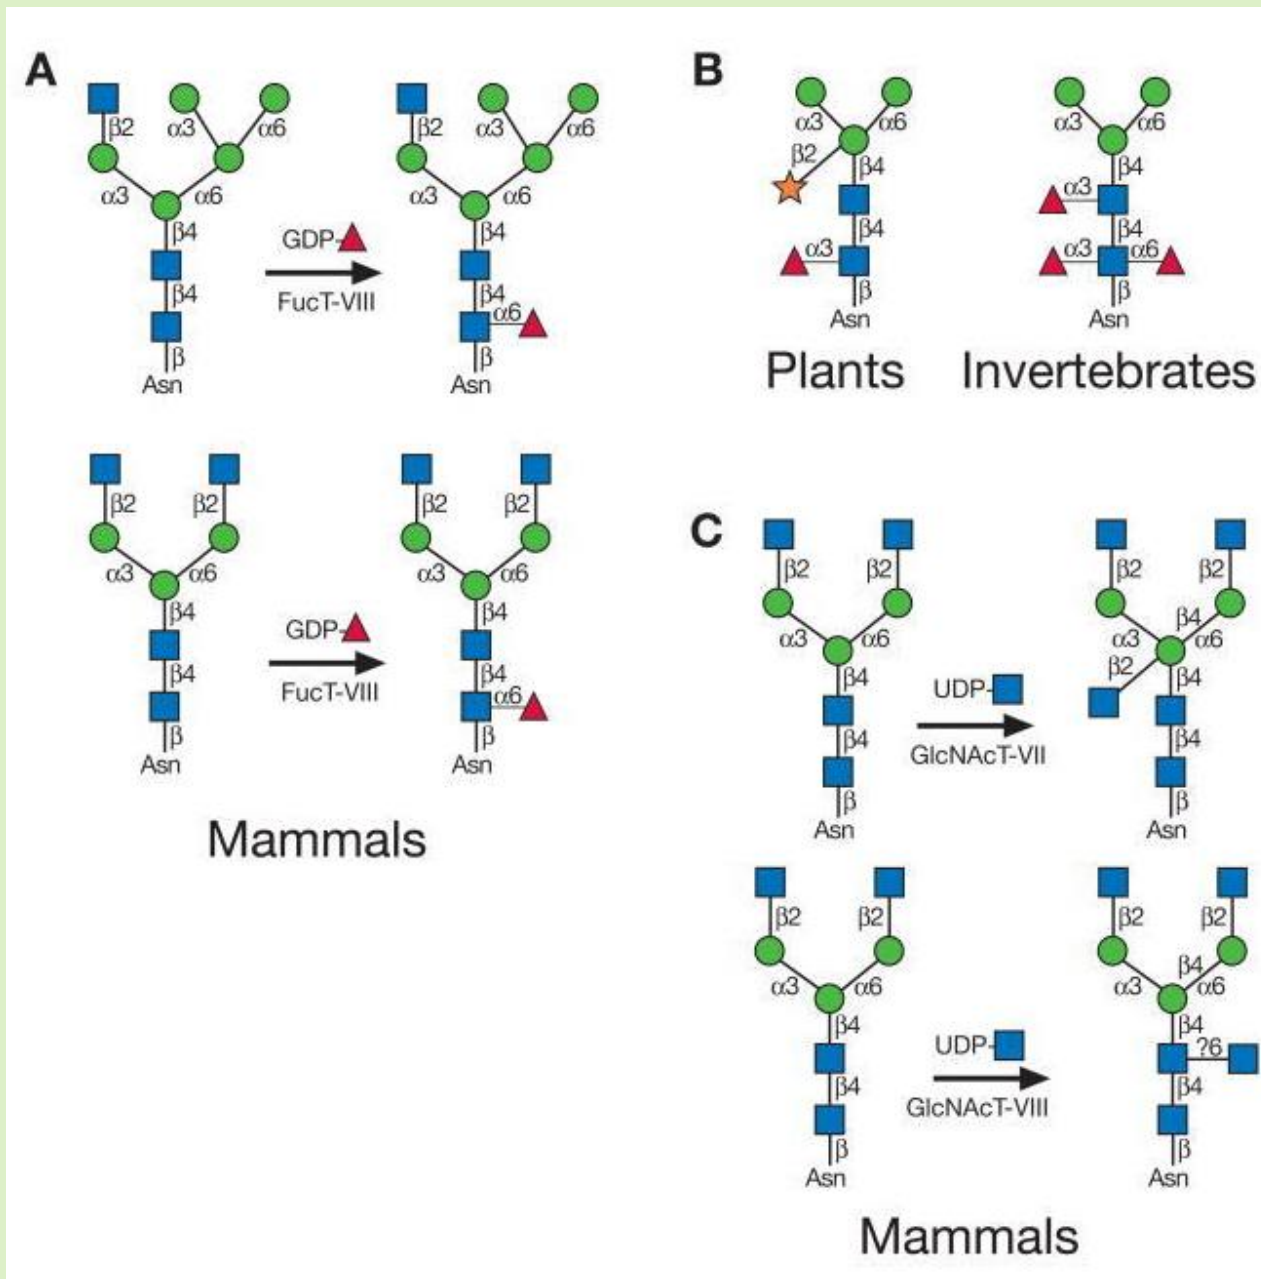 A
β2
α3
α6
β2
α3
α6
α3
α6
α3
α6
β4
GDP-
β4
β4
FucT-VIII
β4
α6
β
β
Asn
Asn
β2
β2
β2
β2
α3
α6
α3
α6
β4
GDP-
β4
β4
FucT-VIII
β4
α6
β
β
Asn
Asn
Mammals
B
α3
α6
α3
α6
β2
β4
β4
α3
β4
β4
α3
α3
α6
β
β
Asn
Asn
Plants
Invertebrates
C
β2
β2
β2
β2
β4
α3
α6
α3
α6
β2
β4
UDP-
β4
β4
GlcNAcT-VII
β4
β
β
Asn
Asn
β2
β2
β2
β2
β4
α3
α6
α3
α6
β4
β4
UDP-
?6
β4
GlcNAcT-VIII
β4
β
β
Asn
Asn
Mammals